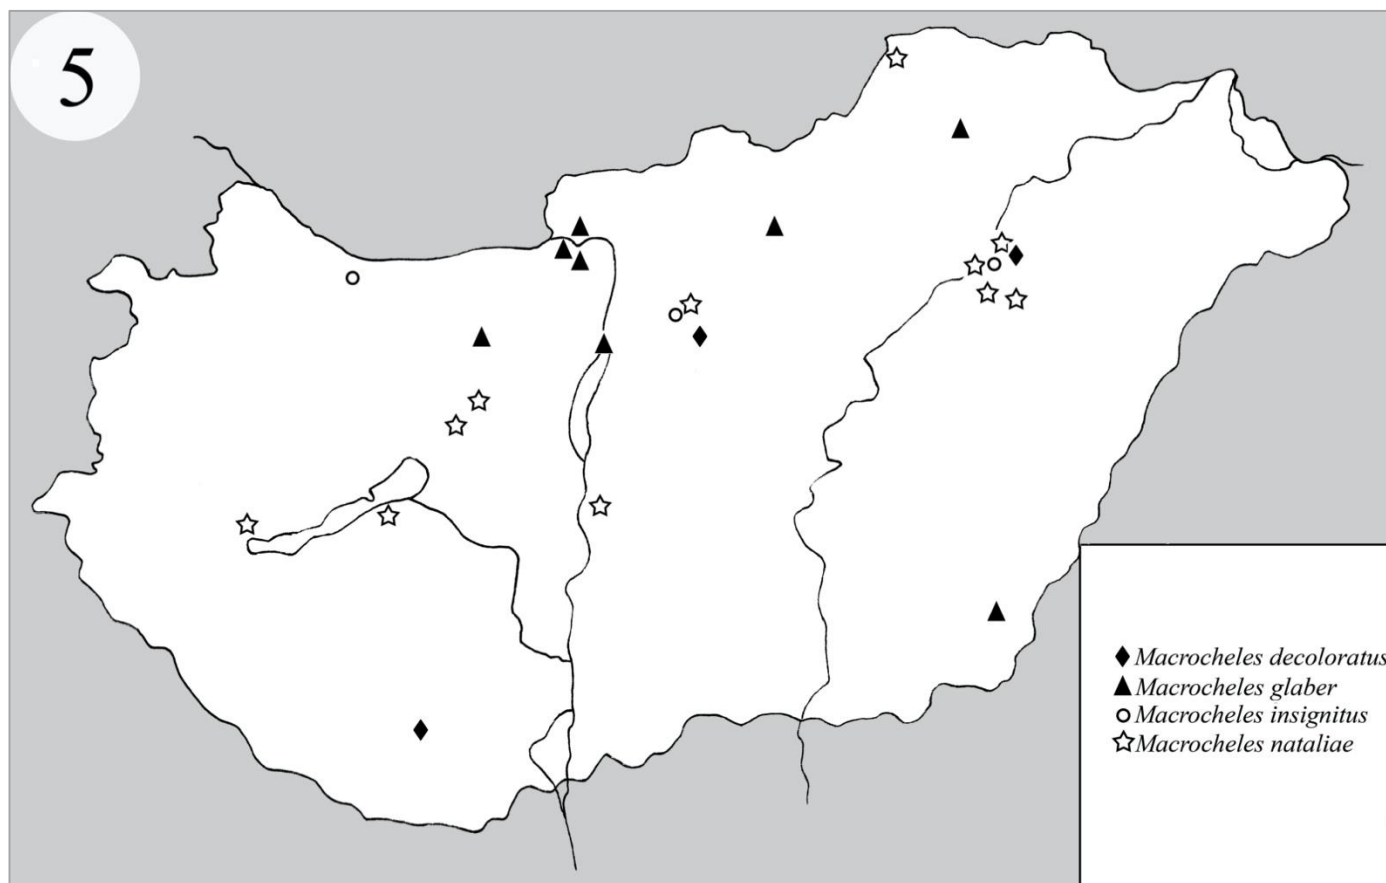 5
Macrocheles decoloratus
Macrocheles glaber
Macrocheles insignitus
Macrocheles nataliae